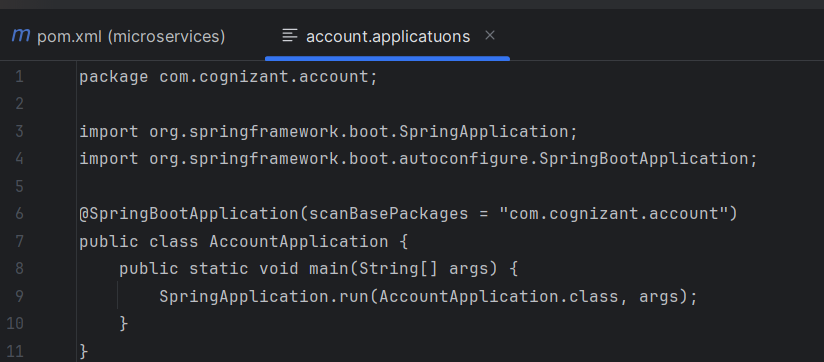 m pom.xml (microservices) account.applicatuons ×
1 package com.cognizant.account;
2
3 import org.springframework.boot.SpringApplication;
4 import org.springframework.boot.autoconfigure.SpringBootApplication;
5
6 @SpringBootApplication(scanBasePackages = "com.cognizant.account")
7 public class AccountApplication {
8     public static void main(String[] args) {
9         SpringApplication.run(AccountApplication.class, args);
10     }
11 }